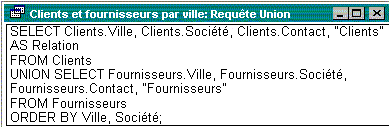 Clients et fournisseurs par ville: Requête Union
SELECT Clients.Ville, Clients.Société, Clients.Contact, "Clients"
AS Relation
FROM Clients
UNION SELECT Fournisseurs.Ville, Fournisseurs.Société,
Fournisseurs.Contact, "Fournisseurs"
FROM Fournisseurs
ORDER BY Ville, Société;